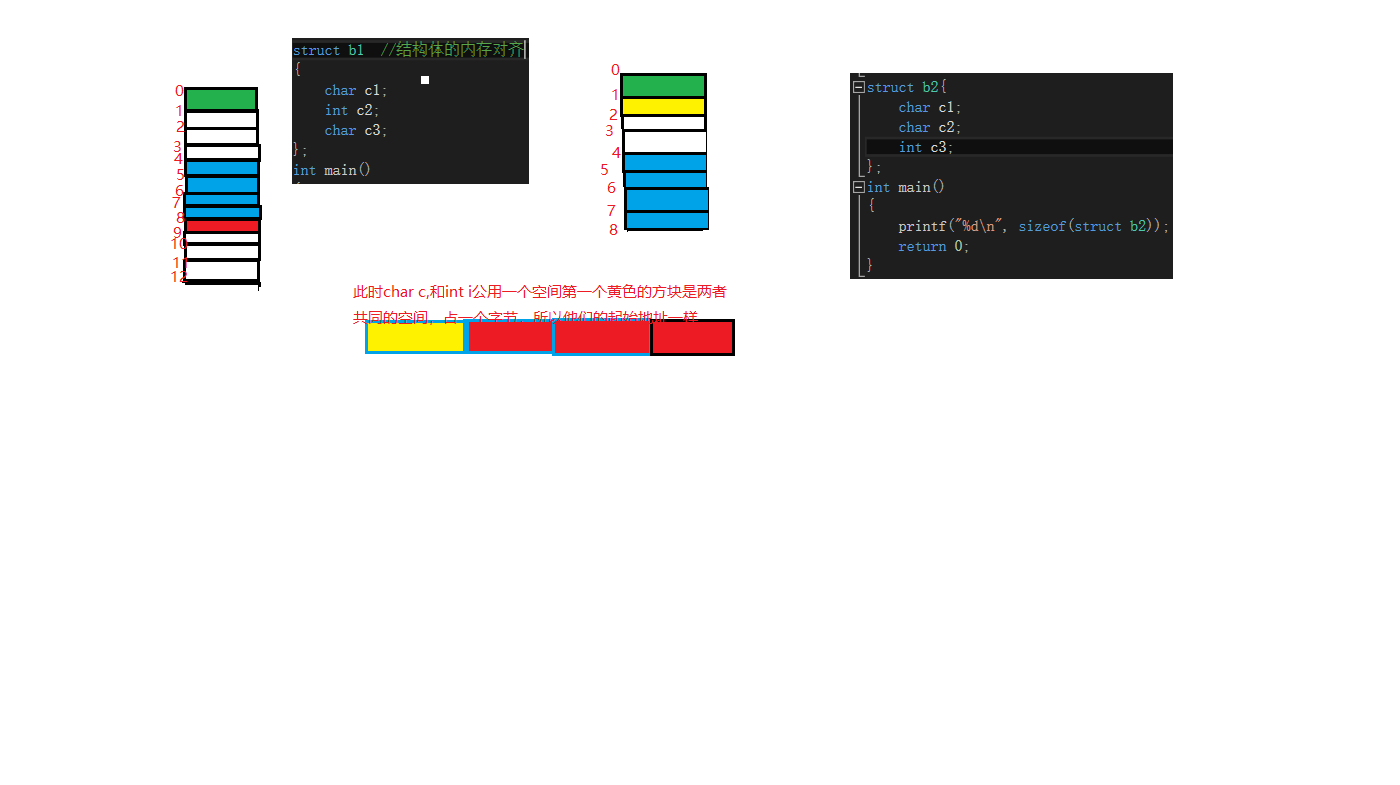 0
1
2
3
4
5
6
7
8
9
10
1
12
struct b1 //结构体的内存对齐
{
char c1;
int c2;
char c3;
};
int main()
0
1
2
3
4
5
6
7
8
struct b2{
char c1;
char c2;
int c3;
};
int main()
{
printf("%d\n", sizeof(struct b2));
return 0;
}
此时char c,和int i公用一个空间第一个黄色的方块是两者
共同的空间，占一个字节，所以他们的起始地址一样